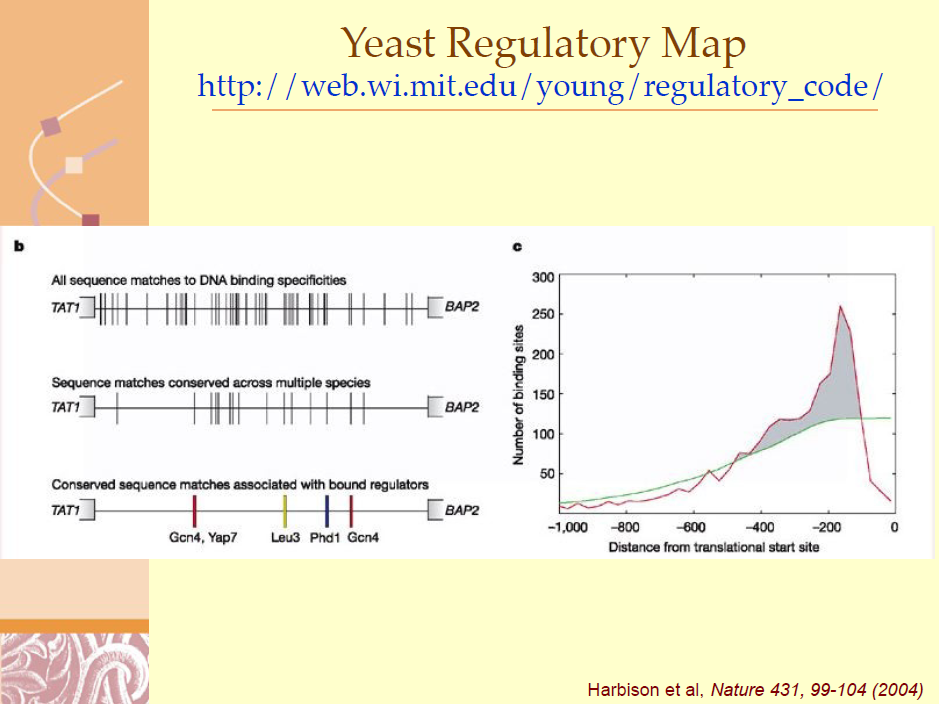 Yeast Regulatory Map
http://web.wi.mit.edu/young/regulatory_code/
b
All sequence matches to DNA binding specificities
TAT1 BAP2
Sequence matches conserved across multiple species
TAT1 BAP2
Conserved sequence matches associated with bound regulators
TAT1 BAP2
Gcn4, Yap7 Leu3 Phd1 Gcn4
c
Number of binding sites
300
250
200
150
100
50
−1,000 −800 −600 −400 −200 0
Distance from translational start site
Harbison et al, Nature 431, 99-104 (2004)